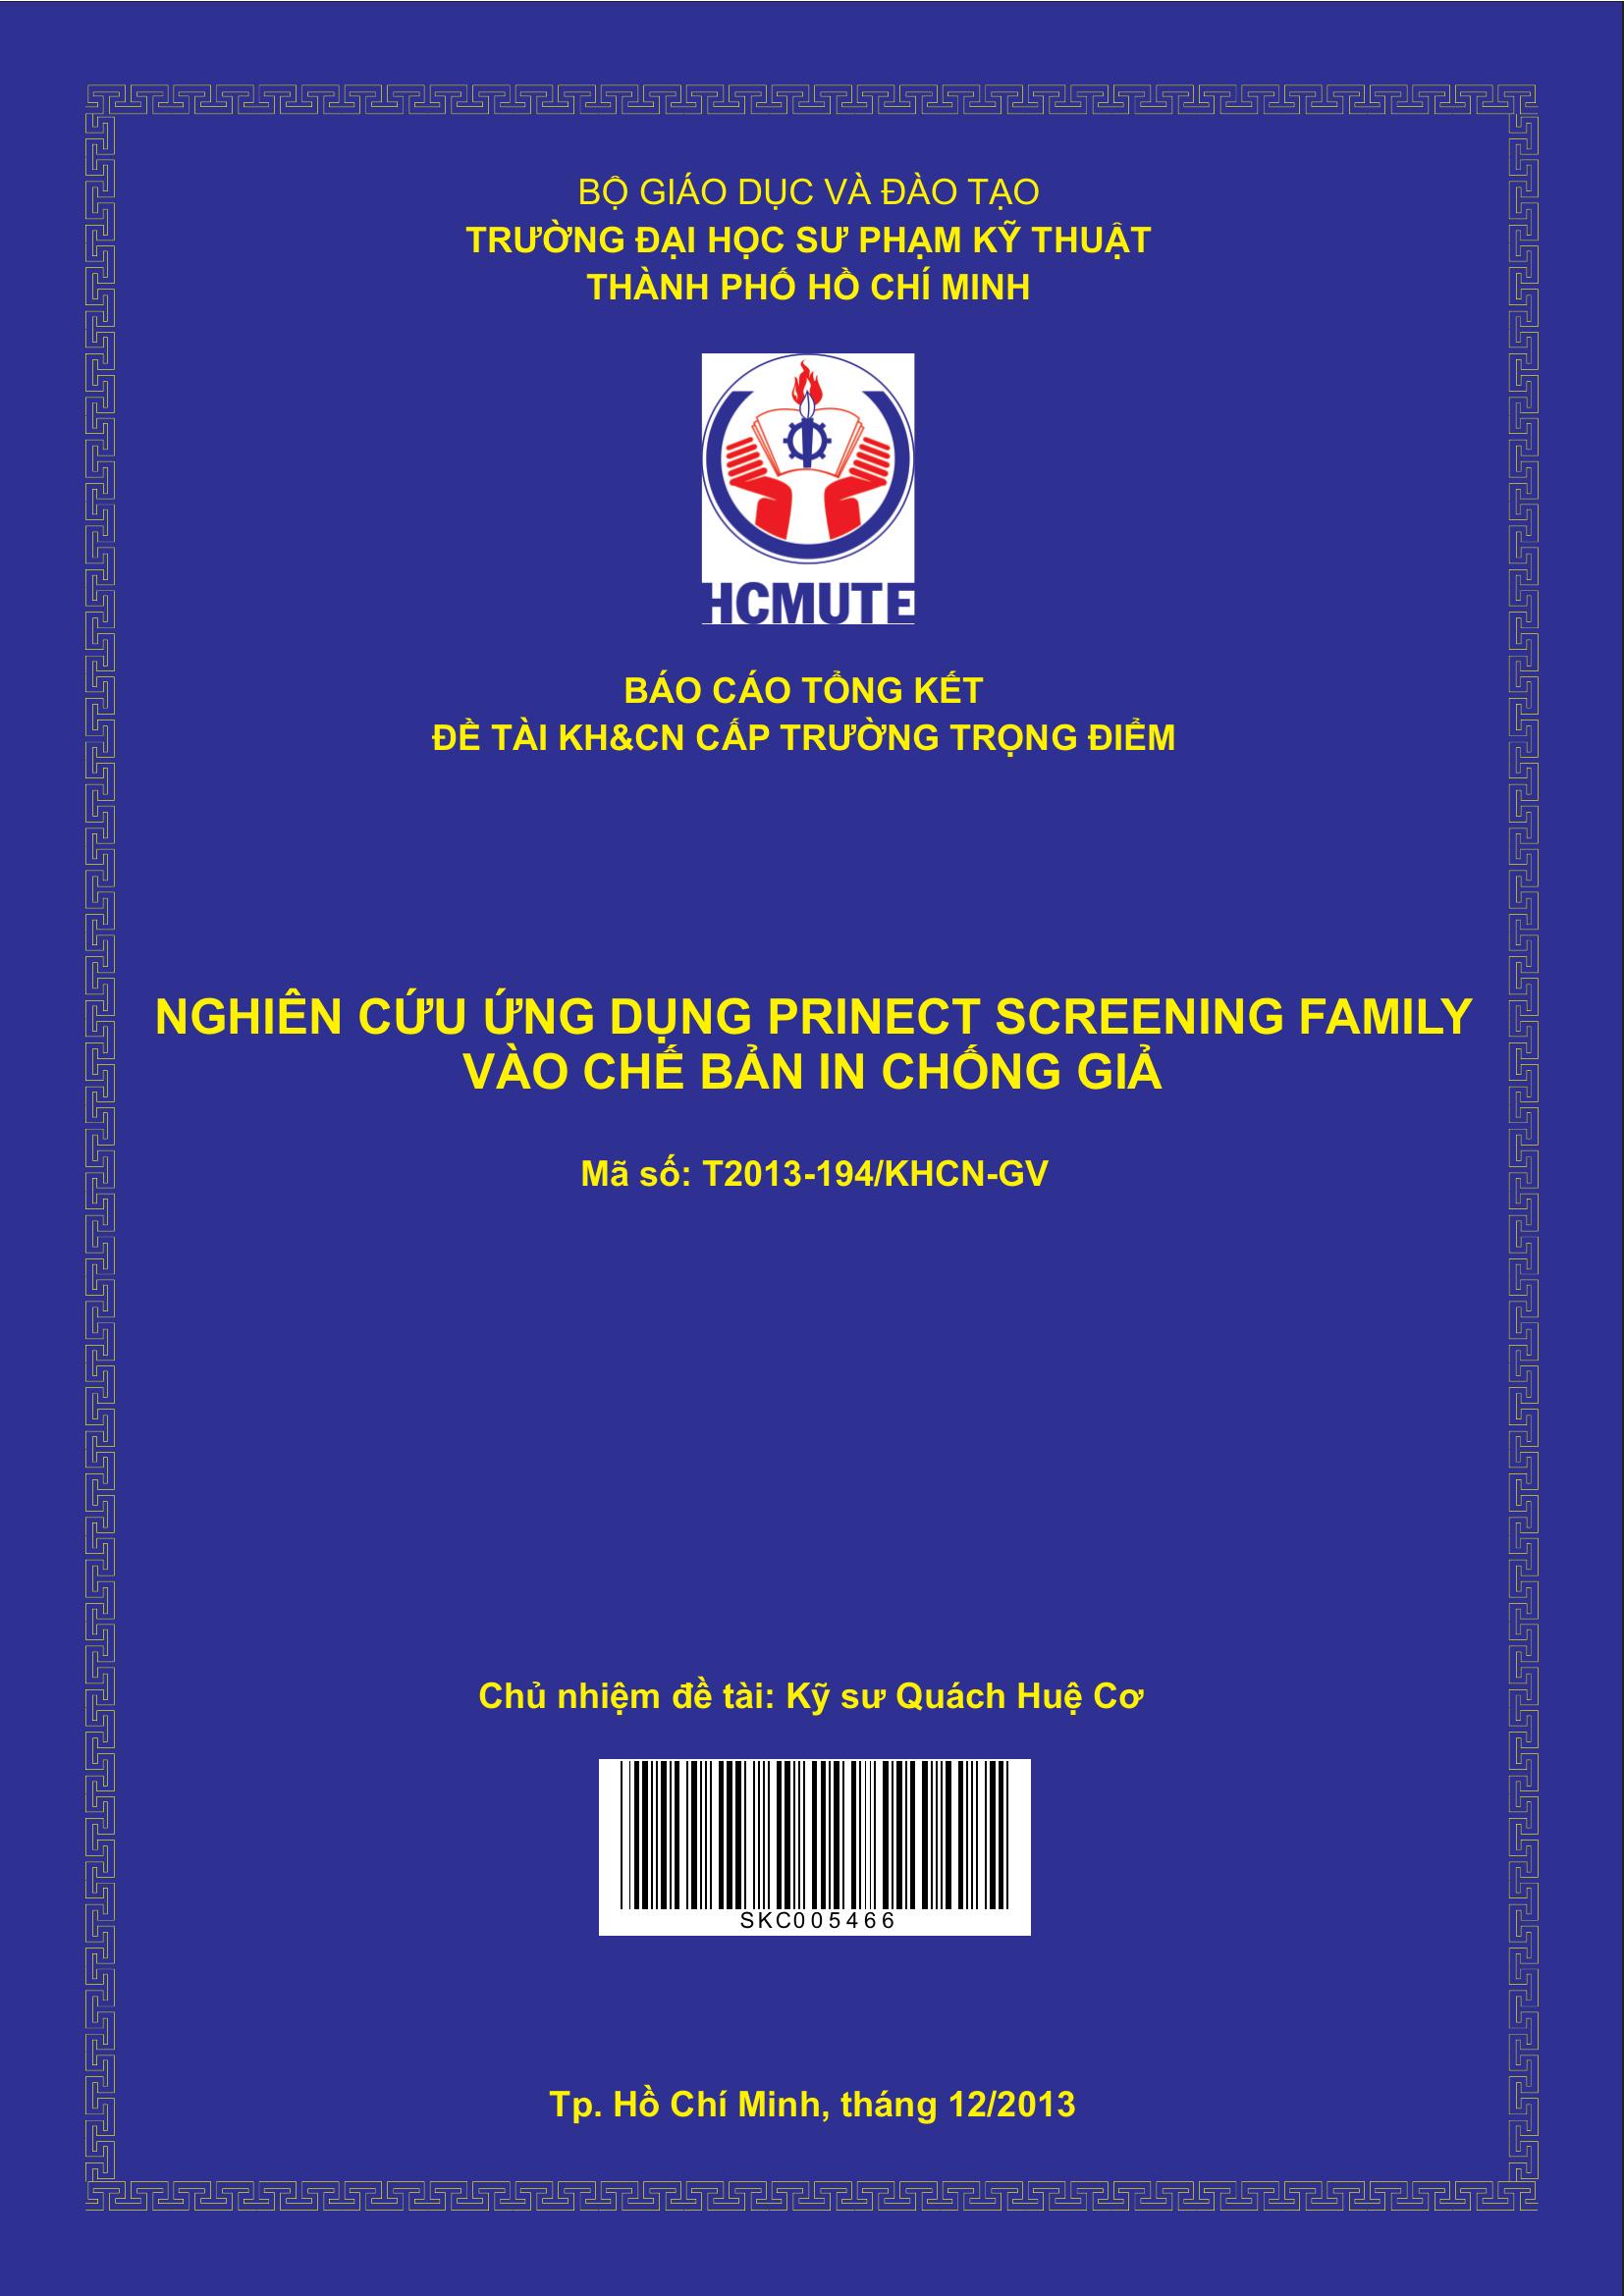 BỘ GIÁO DỤC VÀ ĐÀO TẠO
TRƯỜNG ĐẠI HỌC SƯ PHẠM KỸ THUẬT
THÀNH PHỐ HỒ CHÍ MINH
HCMUTE
BÁO CÁO TỔNG KẾT
ĐỀ TÀI KH&CN CẤP TRƯỜNG TRỌNG ĐIỂM
NGHIÊN CỨU ỨNG DỤNG PRINECT SCREENING FAMILY
VÀO CHẾ BẢN IN CHỐNG GIẢ
Mã số: T2013-194/KHCN-GV
Chủ nhiệm đề tài: Kỹ sư Quách Huệ Cơ
SKC005466
Tp. Hồ Chí Minh, tháng 12/2013